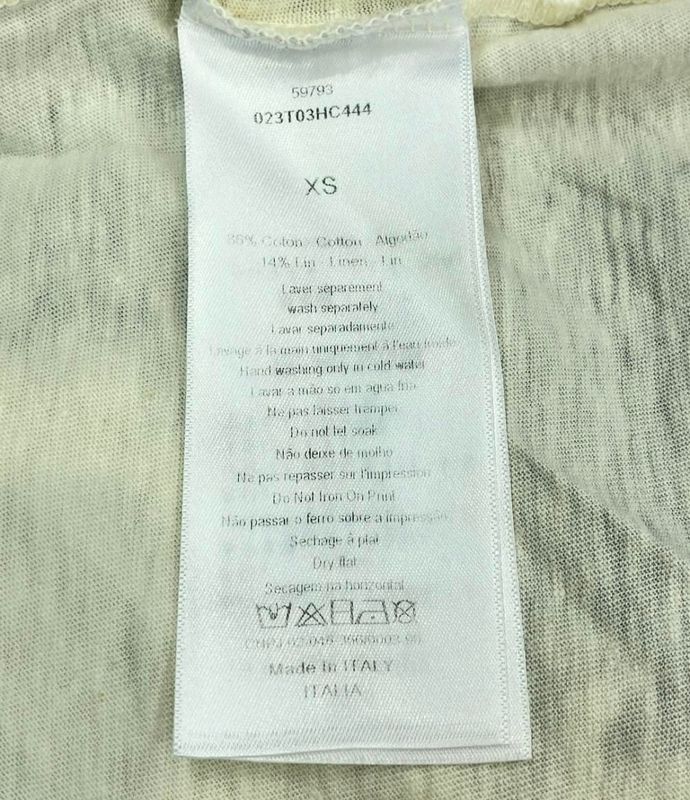 59793
023T03HC444
XS
86% Coton - Cotton - Algodão
14% Lin - Linen - Lin
Laver separement
wash separately
Lavar separadamente
Lavage à la main uniquement à l'eau froide
Hand washing only in cold water
Lavar a mão so em agua fria
Ne pas laisser tremper
Do not let soak
Não deixe de molho
Ne pas repasser sur l'impression
Do Not Iron On Print
Não passar o ferro sobre a impressão
Sechage à plat
Dry flat
Secagem na horizontal
CNPJ
Made In ITALY
ITALIA